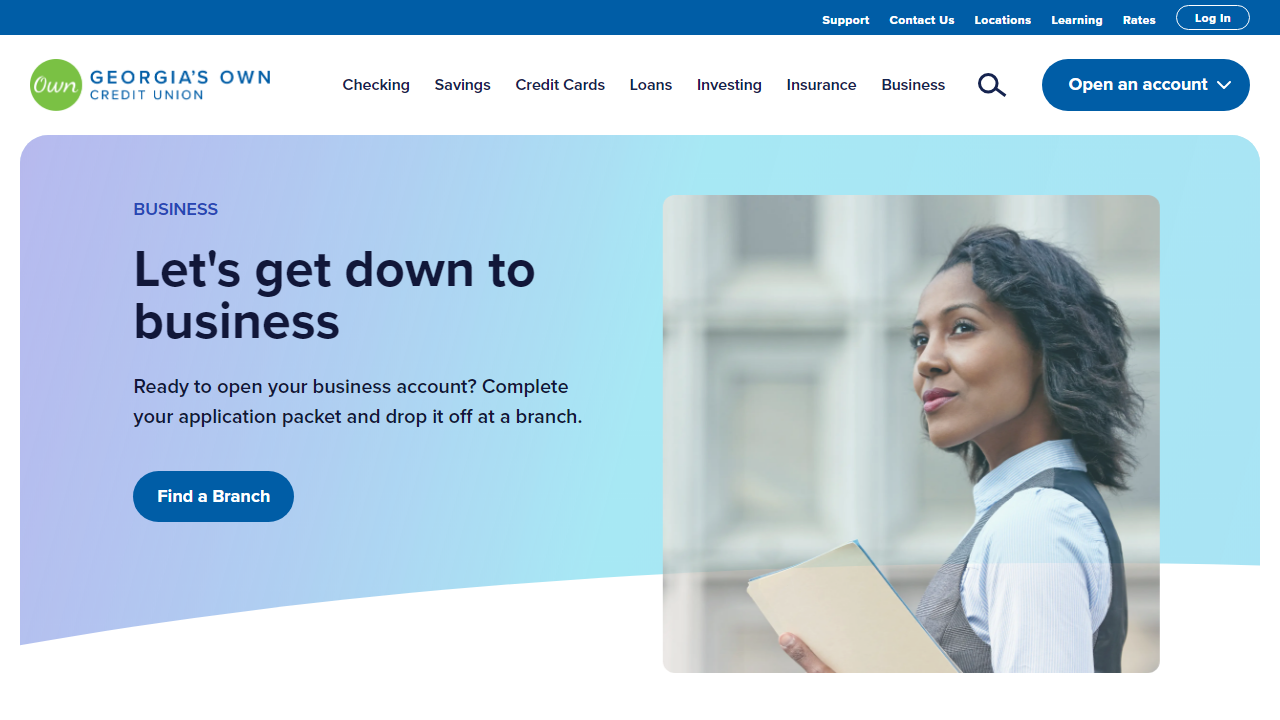 Support Contact Us Locations Learning Rates Log In
Own GEORGIA'S OWN
CREDIT UNION
Checking Savings Credit Cards Loans Investing Insurance Business Open an account
BUSINESS
Let's get down to
business
Ready to open your business account? Complete
your application packet and drop it off at a branch.
Find a Branch